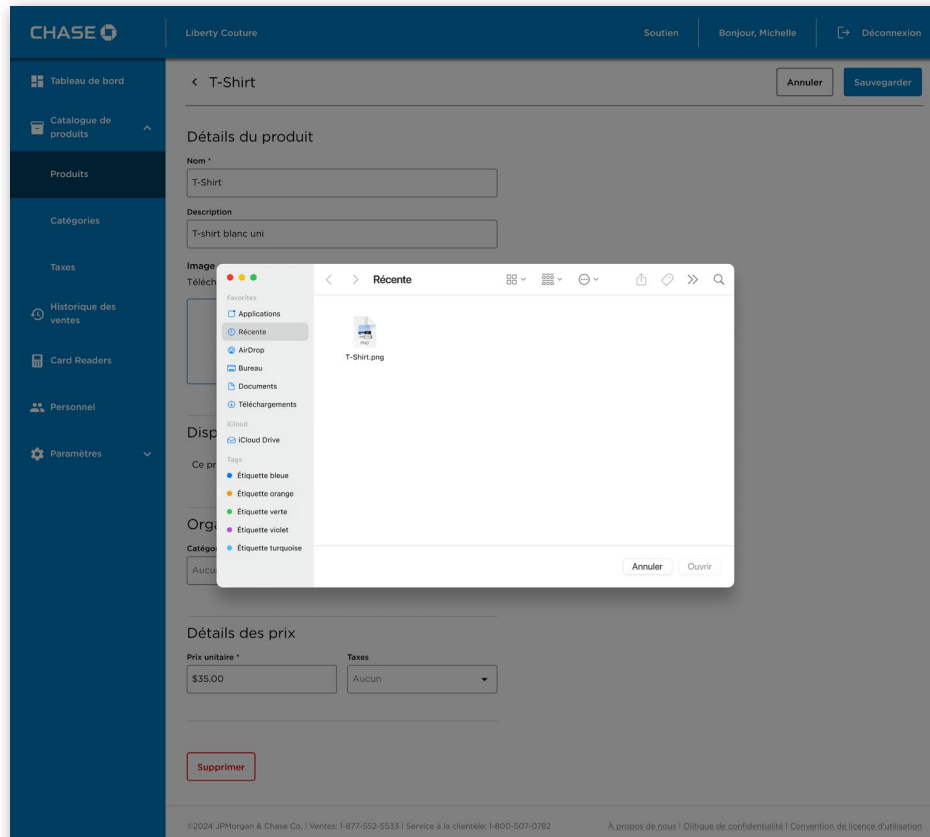 CHASE
Liberty Couture
Soutien
Bonjour, Michelle
Déconnexion
Tableau de bord
Catalogue de
produits
Produits
Catégories
Taxes
Historique des
ventes
Card Readers
Personnel
Paramètres
T-Shirt
Annuler
Sauvegarder
Détails du produit
Nom *
T-Shirt
Description
T-shirt blanc uni
Image
Téléch
Disp
Ce pr
Orga
Catégo
Aucu
Récente
Favorites
Applications
Récente
AirDrop
Bureau
Documents
Téléchargements
iCloud
iCloud Drive
Tags
Étiquette bleue
Étiquette orange
Étiquette verte
Étiquette violet
Étiquette turquoise
PNG
T-Shirt.png
Annuler
Ouvrir
Détails des prix
Prix unitaire *
Taxes
$35.00
Aucun
Supprimer
©2024 JPMorgan & Chase Co. | Ventes: 1-877-552-5533 | Service à la clientèle: 1-800-507-0782
À propos de nous | Olitique de confidentialité | Convention de licence d'utilisation